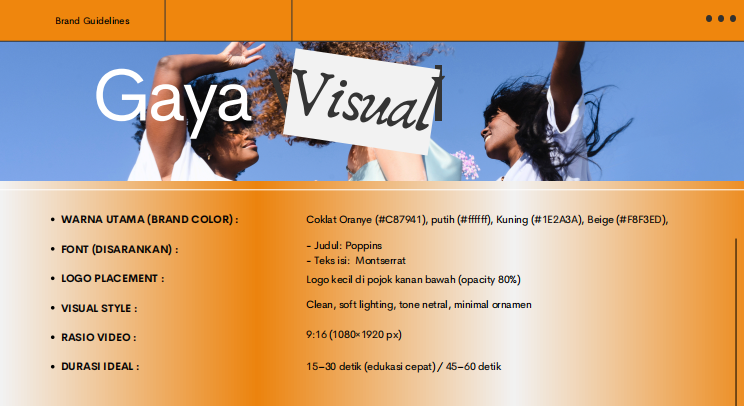 Brand Guidelines
Gaya Visual
• WARNA UTAMA (BRAND COLOR) : Coklat Oranye (#C87941), putih (#ffffff), Kuning (#1E2A3A), Beige (#F8F3ED),
• FONT (DISARANKAN) : - Judul: Poppins
- Teks isi: Montserrat
• LOGO PLACEMENT : Logo kecil di pojok kanan bawah (opacity 80%)
• VISUAL STYLE : Clean, soft lighting, tone netral, minimal ornamen
• RASIO VIDEO : 9:16 (1080×1920 px)
• DURASI IDEAL : 15–30 detik (edukasi cepat) / 45–60 detik